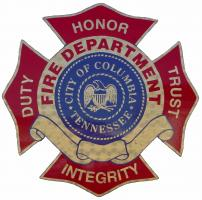 HONOR
FIRE DEPARTMENT
DUTY
TRUST
CITY OF COLUMBIA
TENNESSEE
INTEGRITY